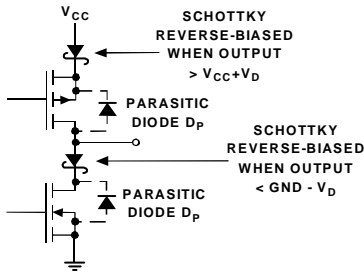 VCC
SCHOTTKY
REVERSE-BIASED
WHEN OUTPUT
> VCC+VD
PARASITIC
DIODE DP
SCHOTTKY
REVERSE-BIASED
WHEN OUTPUT
< GND - VD
PARASITIC
DIODE DP